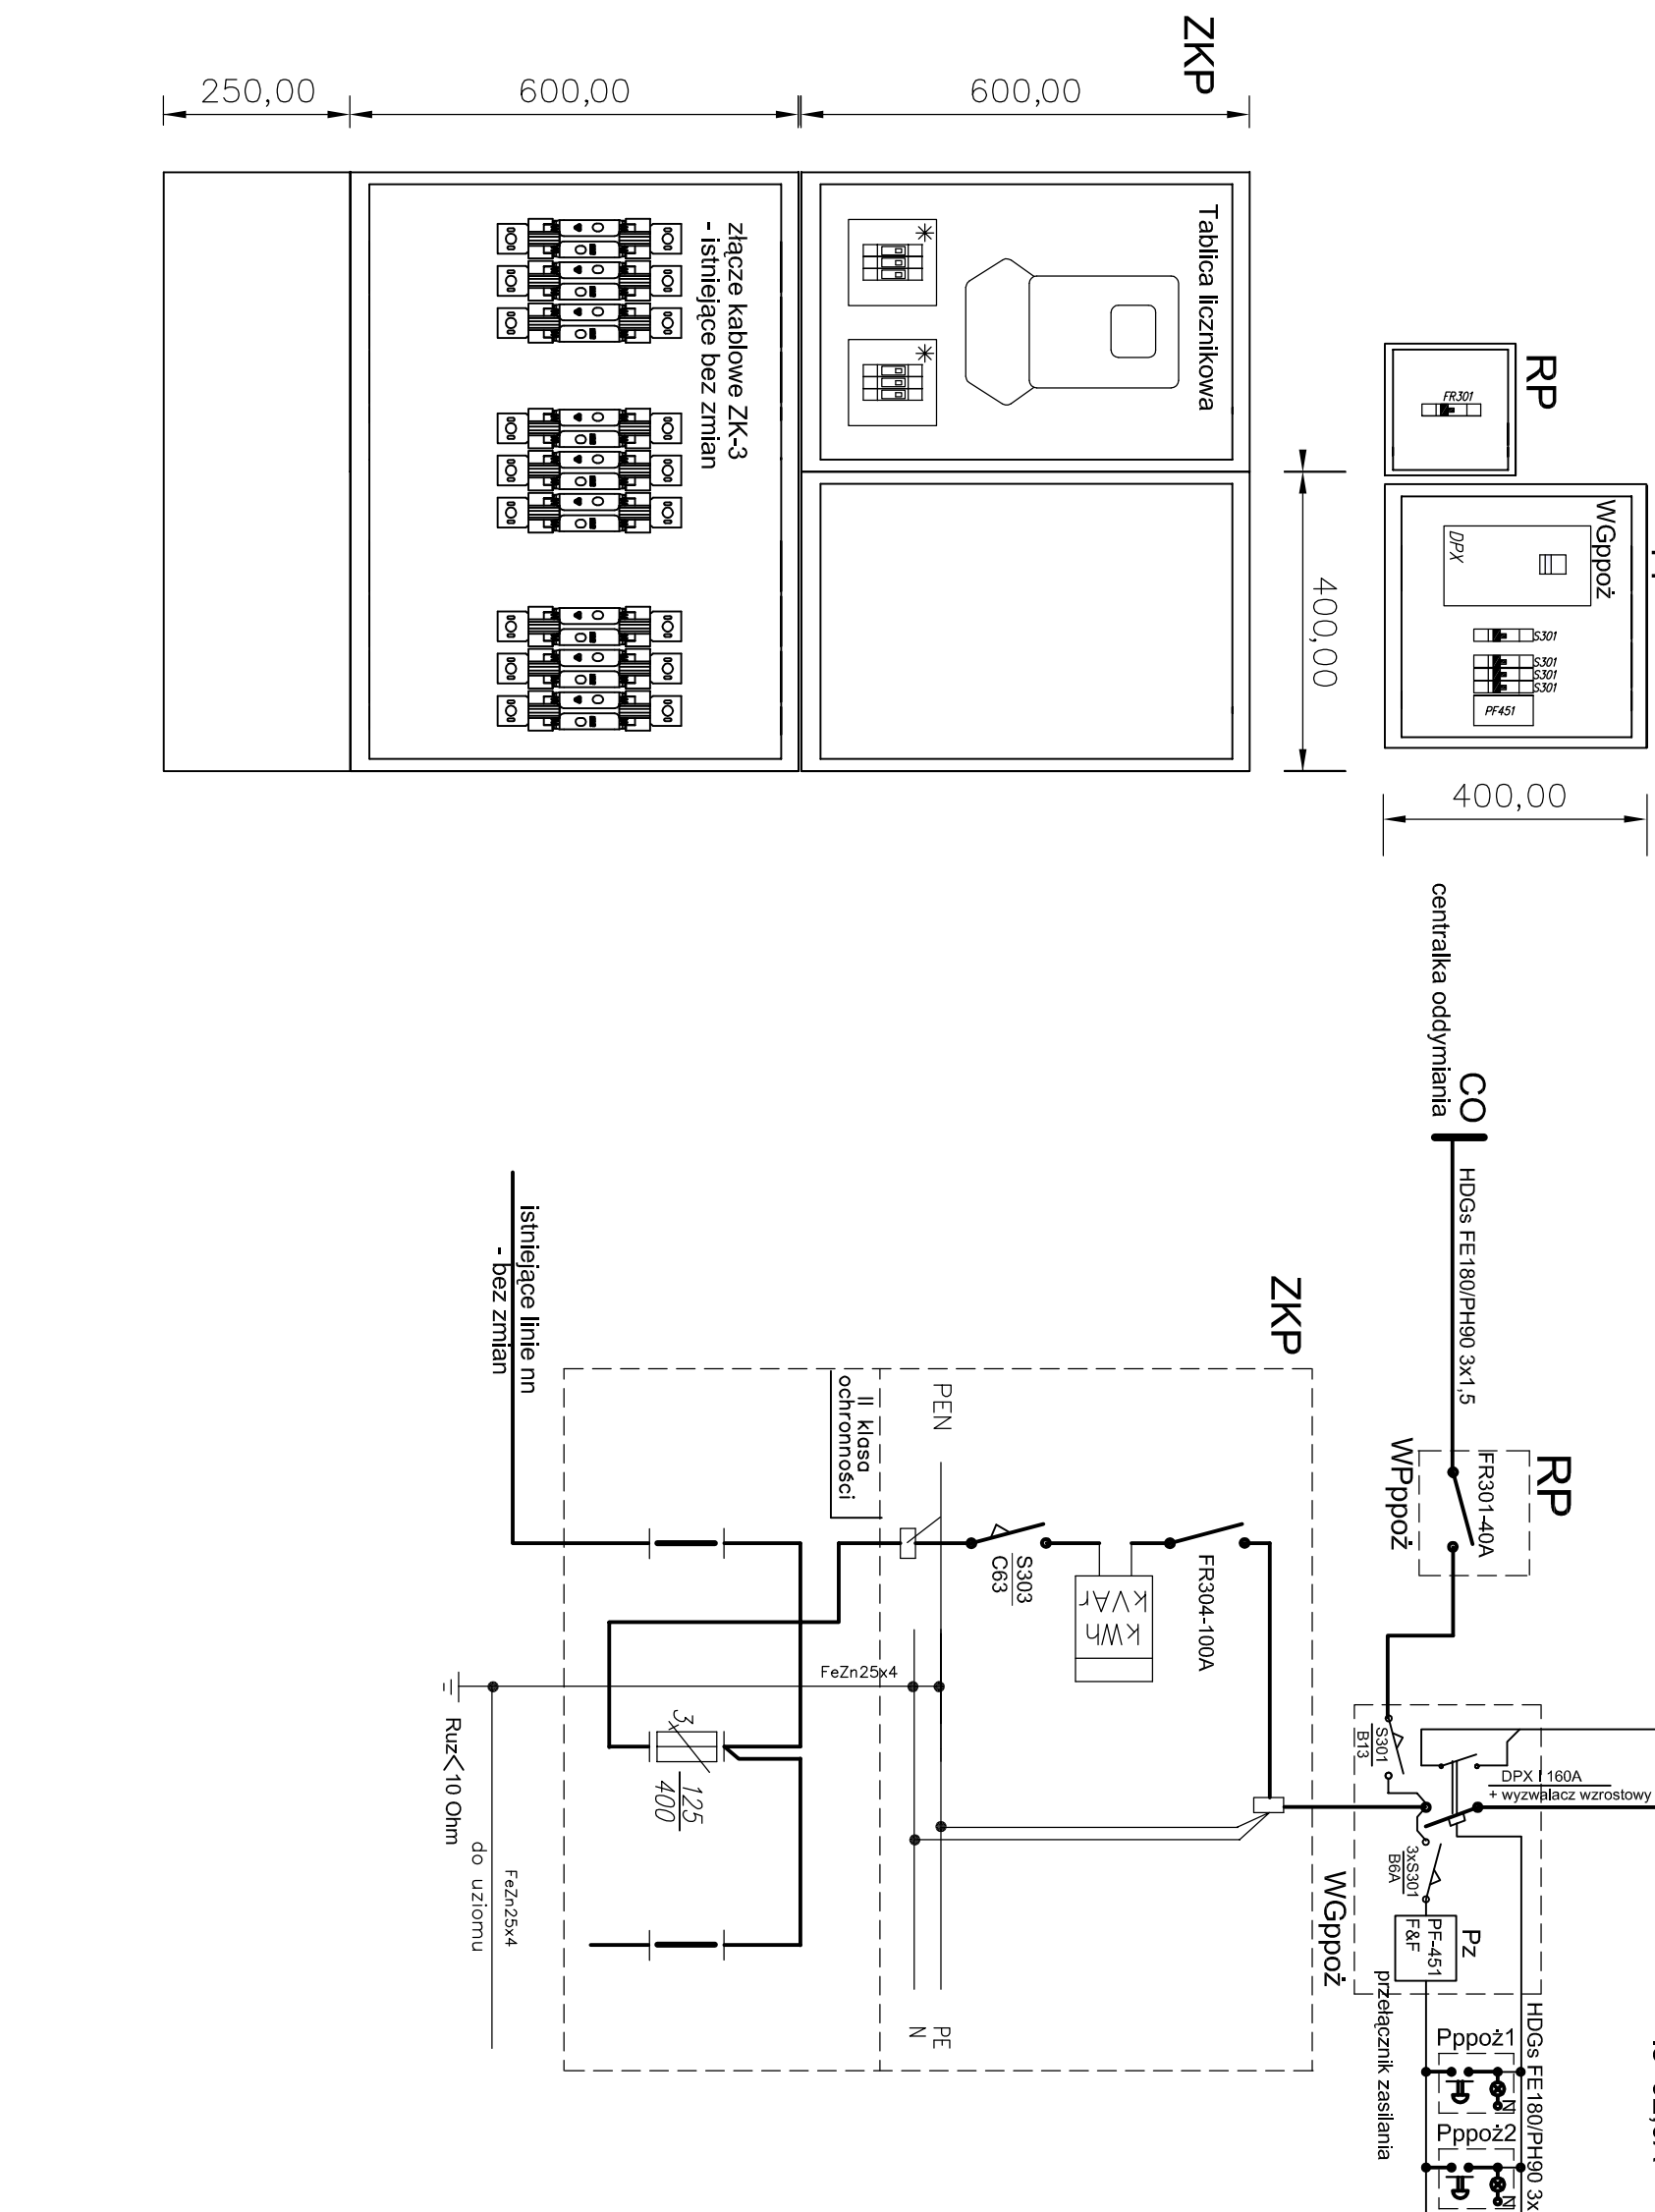 ZKP
250,00
600,00
600,00
Tablica licznikowa
złącze kablowe ZK-3
- istniejące bez zmian
400,00
RP
FR301
WGppoż
DPX
S301
S301
S301
S301
PF451
400,00
centralka oddymiania
CO
HDGs FE180/PH90 3x1,5
RP
FR301-40A
WPppoż
istniejące linie nn
- bez zmian
ZKP
II klasa
ochronności
PEN
S303
C63
kWh
kVAr
FR304-100A
FeZn25x4
3
125
400
Ruz<10 Ohm
FeZn25x4
do uziomu
PE
N
WGppoż
S301
B13
DPX I 160A
+ wyzwalacz wzrostowy
3xS301
B6A
Pz
PF-451
F&F
przełącznik zasilania
HDGs FE180/PH90 3x
Pppoż1
N
Pppoż2
N